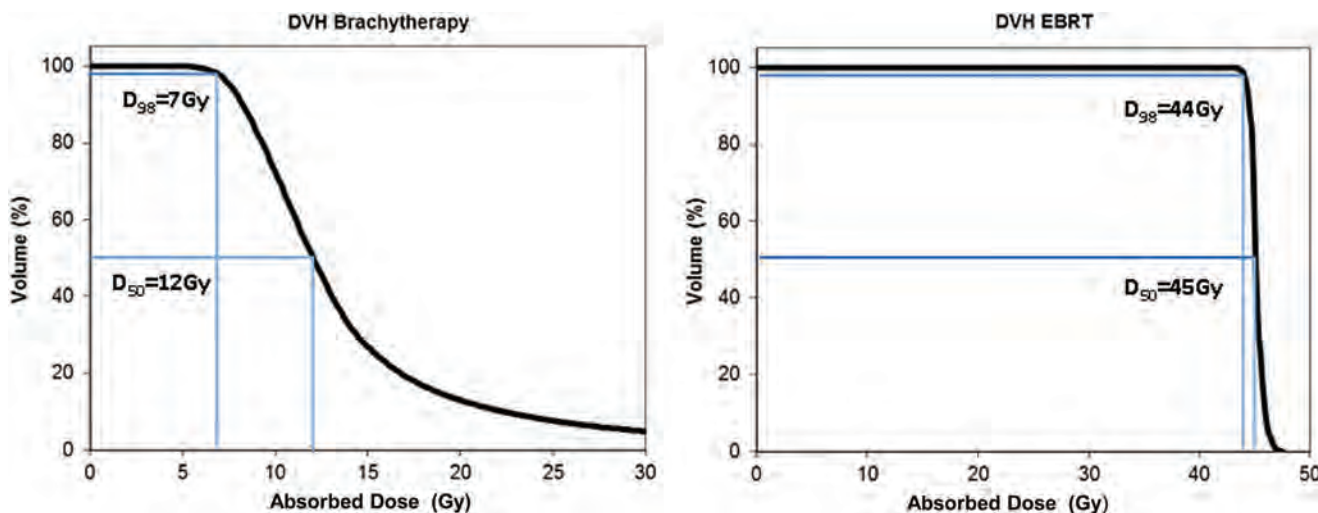 DVH Brachytherapy
100
80
60
40
20
0
Volume (%)
D98=7Gy
D50=12Gy
0 5 10 15 20 25 30
Absorbed Dose (Gy)
DVH EBRT
100
80
60
40
20
0
Volume (%)
D98=44Gy
D50=45Gy
0 10 20 30 40 50
Absorbed Dose (Gy)